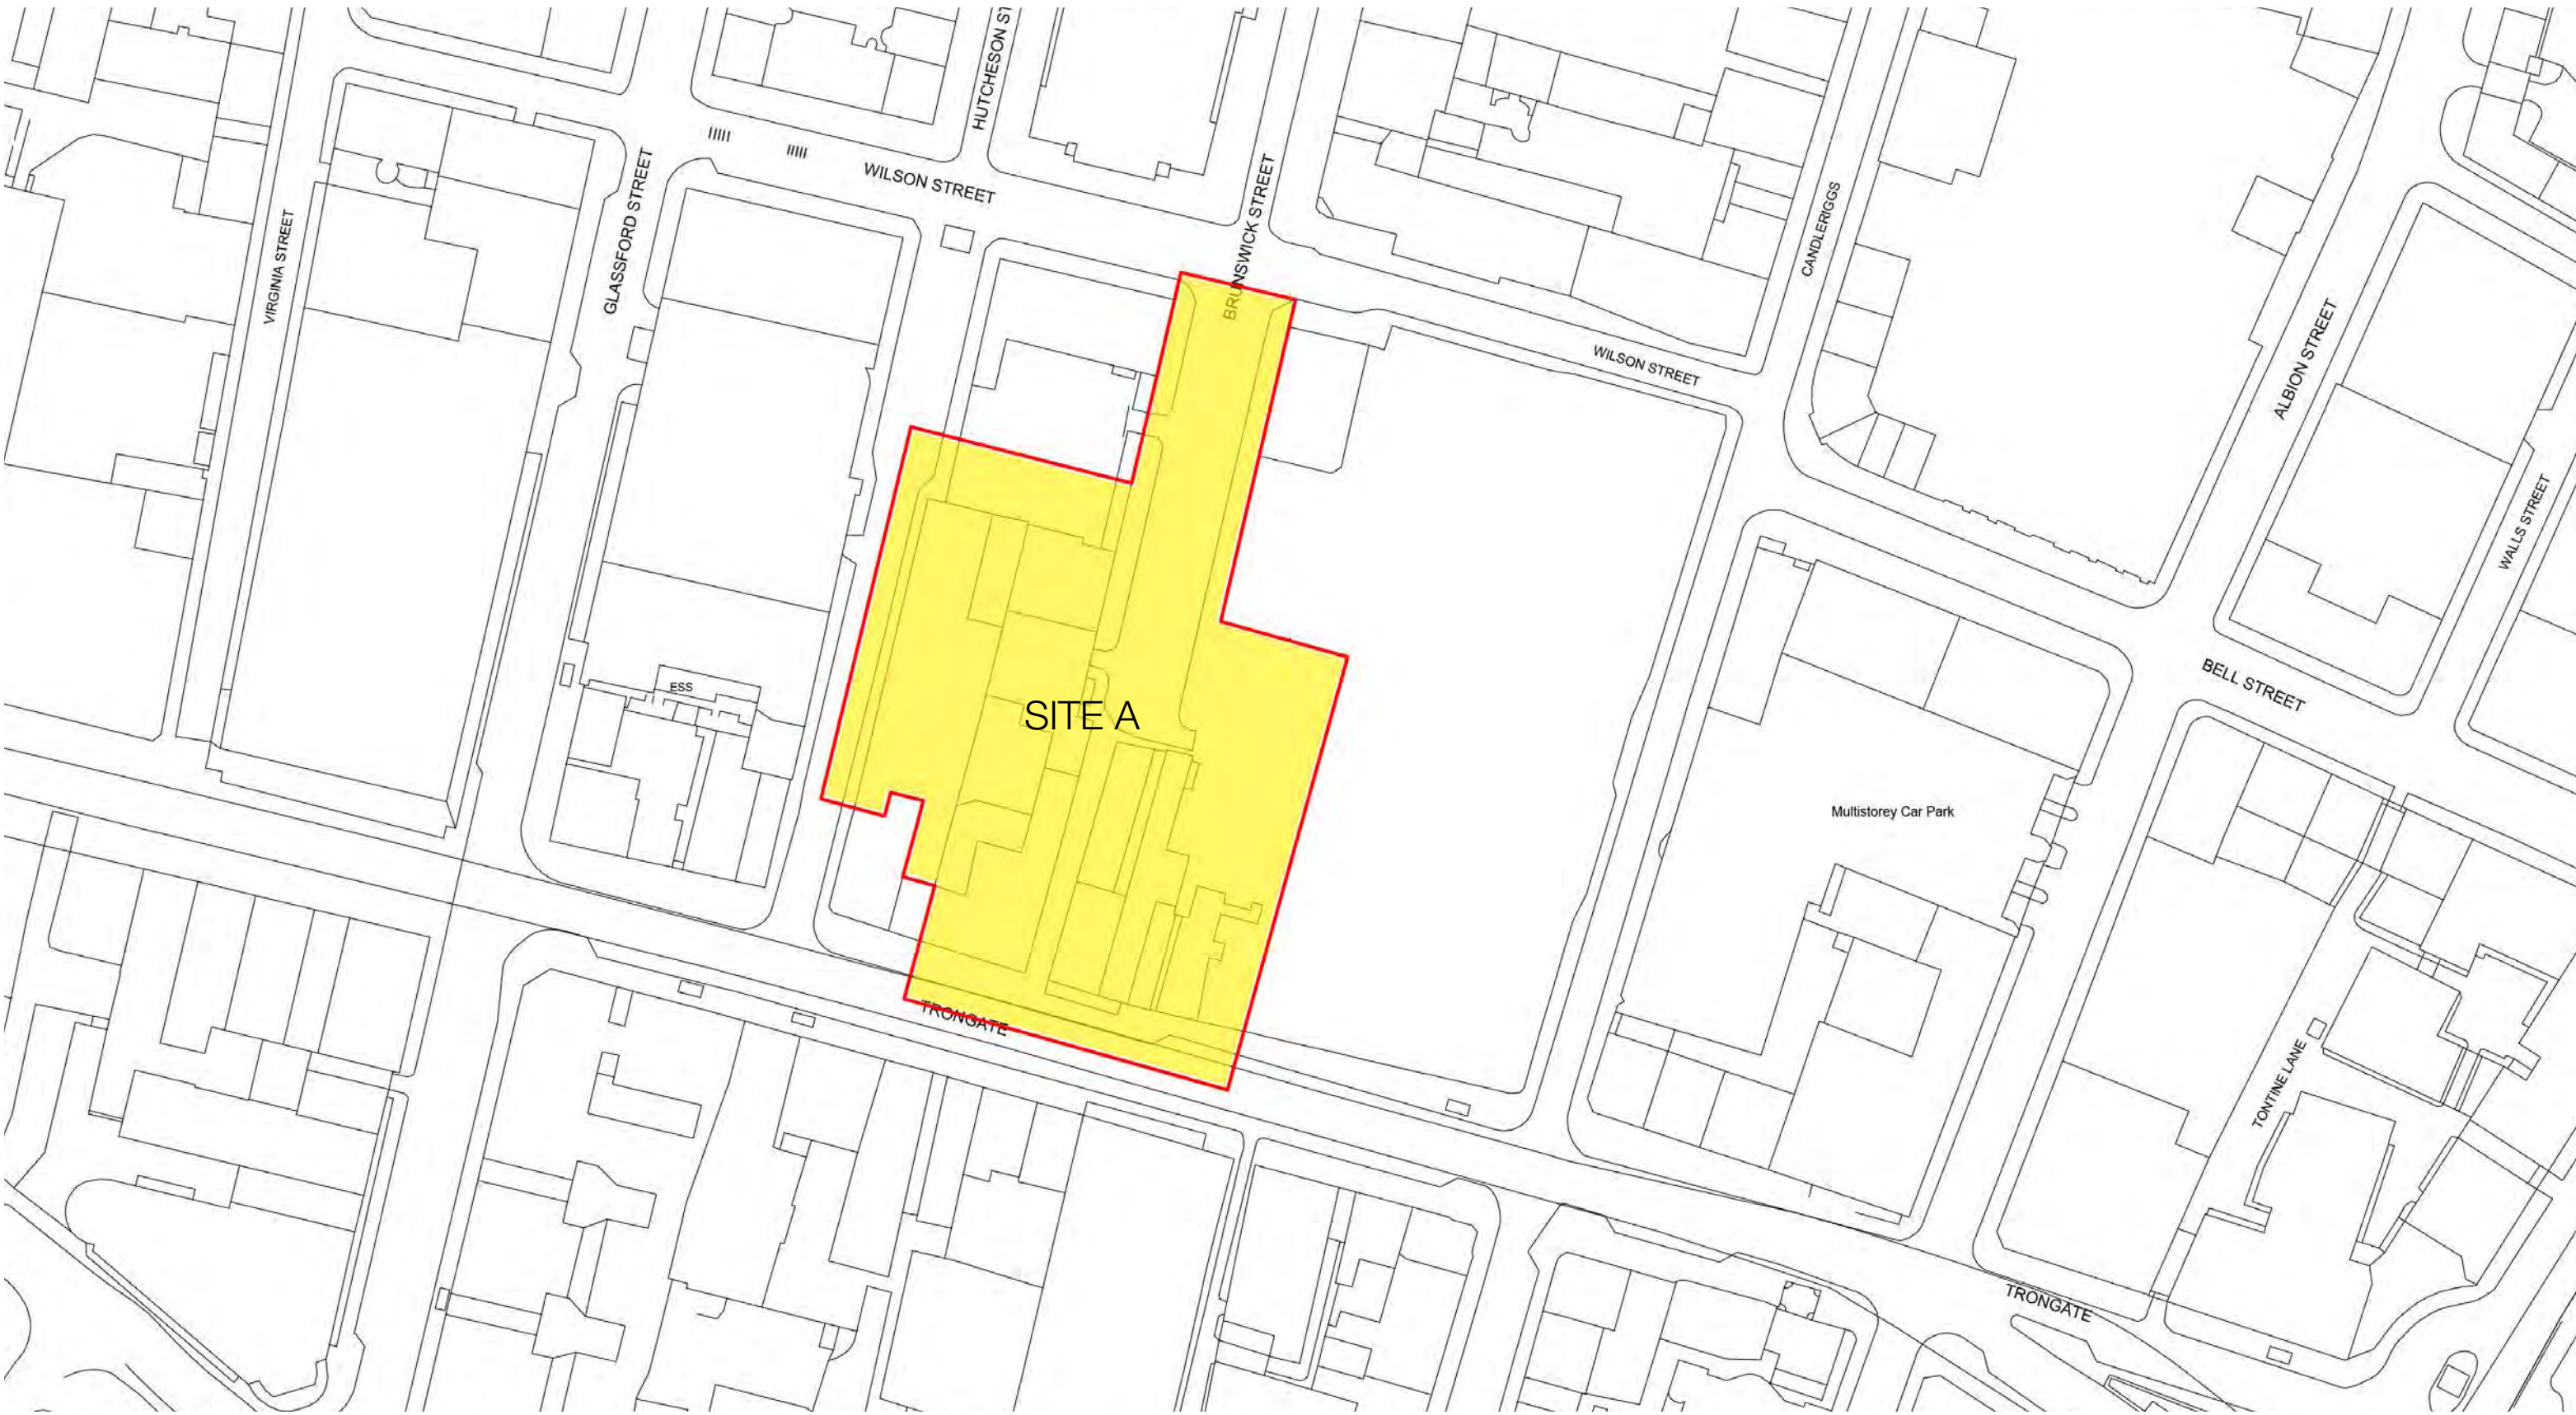 HUTCHESON ST
WILSON STREET
GLASSFORD STREET
VIRGINIA STREET
BRUNSWICK STREET
CANDLERIGGS
WILSON STREET
ALBION STREET
WALLS STREET
BELL STREET
ESS
SITE A
Multistorey Car Park
TRONGATE
TONTINE LANE
TRONGATE